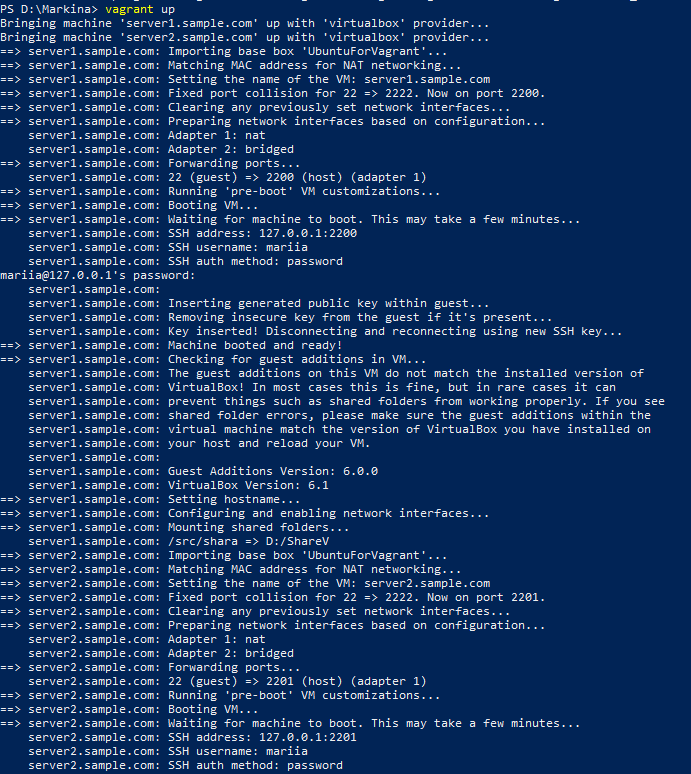 PS D:\Markina> vagrant up
Bringing machine 'server1.sample.com' up with 'virtualbox' provider...
Bringing machine 'server2.sample.com' up with 'virtualbox' provider...
==> server1.sample.com: Importing base box 'UbuntuForVagrant'...
==> server1.sample.com: Matching MAC address for NAT networking...
==> server1.sample.com: Setting the name of the VM: server1.sample.com
==> server1.sample.com: Fixed port collision for 22 => 2222. Now on port 2200.
==> server1.sample.com: Clearing any previously set network interfaces...
==> server1.sample.com: Preparing network interfaces based on configuration...
    server1.sample.com: Adapter 1: nat
    server1.sample.com: Adapter 2: bridged
==> server1.sample.com: Forwarding ports...
    server1.sample.com: 22 (guest) => 2200 (host) (adapter 1)
==> server1.sample.com: Running 'pre-boot' VM customizations...
==> server1.sample.com: Booting VM...
==> server1.sample.com: Waiting for machine to boot. This may take a few minutes...
    server1.sample.com: SSH address: 127.0.0.1:2200
    server1.sample.com: SSH username: mariia
    server1.sample.com: SSH auth method: password
mariia@127.0.0.1's password:
    server1.sample.com:
    server1.sample.com: Inserting generated public key within guest...
    server1.sample.com: Removing insecure key from the guest if it's present...
    server1.sample.com: Key inserted! Disconnecting and reconnecting using new SSH key...
==> server1.sample.com: Machine booted and ready!
==> server1.sample.com: Checking for guest additions in VM...
    server1.sample.com: The guest additions on this VM do not match the installed version of
    server1.sample.com: VirtualBox! In most cases this is fine, but in rare cases it can
    server1.sample.com: prevent things such as shared folders from working properly. If you see
    server1.sample.com: shared folder errors, please make sure the guest additions within the
    server1.sample.com: virtual machine match the version of VirtualBox you have installed on
    server1.sample.com: your host and reload your VM.
    server1.sample.com:
    server1.sample.com: Guest Additions Version: 6.0.0
    server1.sample.com: VirtualBox Version: 6.1
==> server1.sample.com: Setting hostname...
==> server1.sample.com: Configuring and enabling network interfaces...
==> server1.sample.com: Mounting shared folders...
    server1.sample.com: /src/shara => D:/ShareV
==> server2.sample.com: Importing base box 'UbuntuForVagrant'...
==> server2.sample.com: Matching MAC address for NAT networking...
==> server2.sample.com: Setting the name of the VM: server2.sample.com
==> server2.sample.com: Fixed port collision for 22 => 2222. Now on port 2201.
==> server2.sample.com: Clearing any previously set network interfaces...
==> server2.sample.com: Preparing network interfaces based on configuration...
    server2.sample.com: Adapter 1: nat
    server2.sample.com: Adapter 2: bridged
==> server2.sample.com: Forwarding ports...
    server2.sample.com: 22 (guest) => 2201 (host) (adapter 1)
==> server2.sample.com: Running 'pre-boot' VM customizations...
==> server2.sample.com: Booting VM...
==> server2.sample.com: Waiting for machine to boot. This may take a few minutes...
    server2.sample.com: SSH address: 127.0.0.1:2201
    server2.sample.com: SSH username: mariia
    server2.sample.com: SSH auth method: password